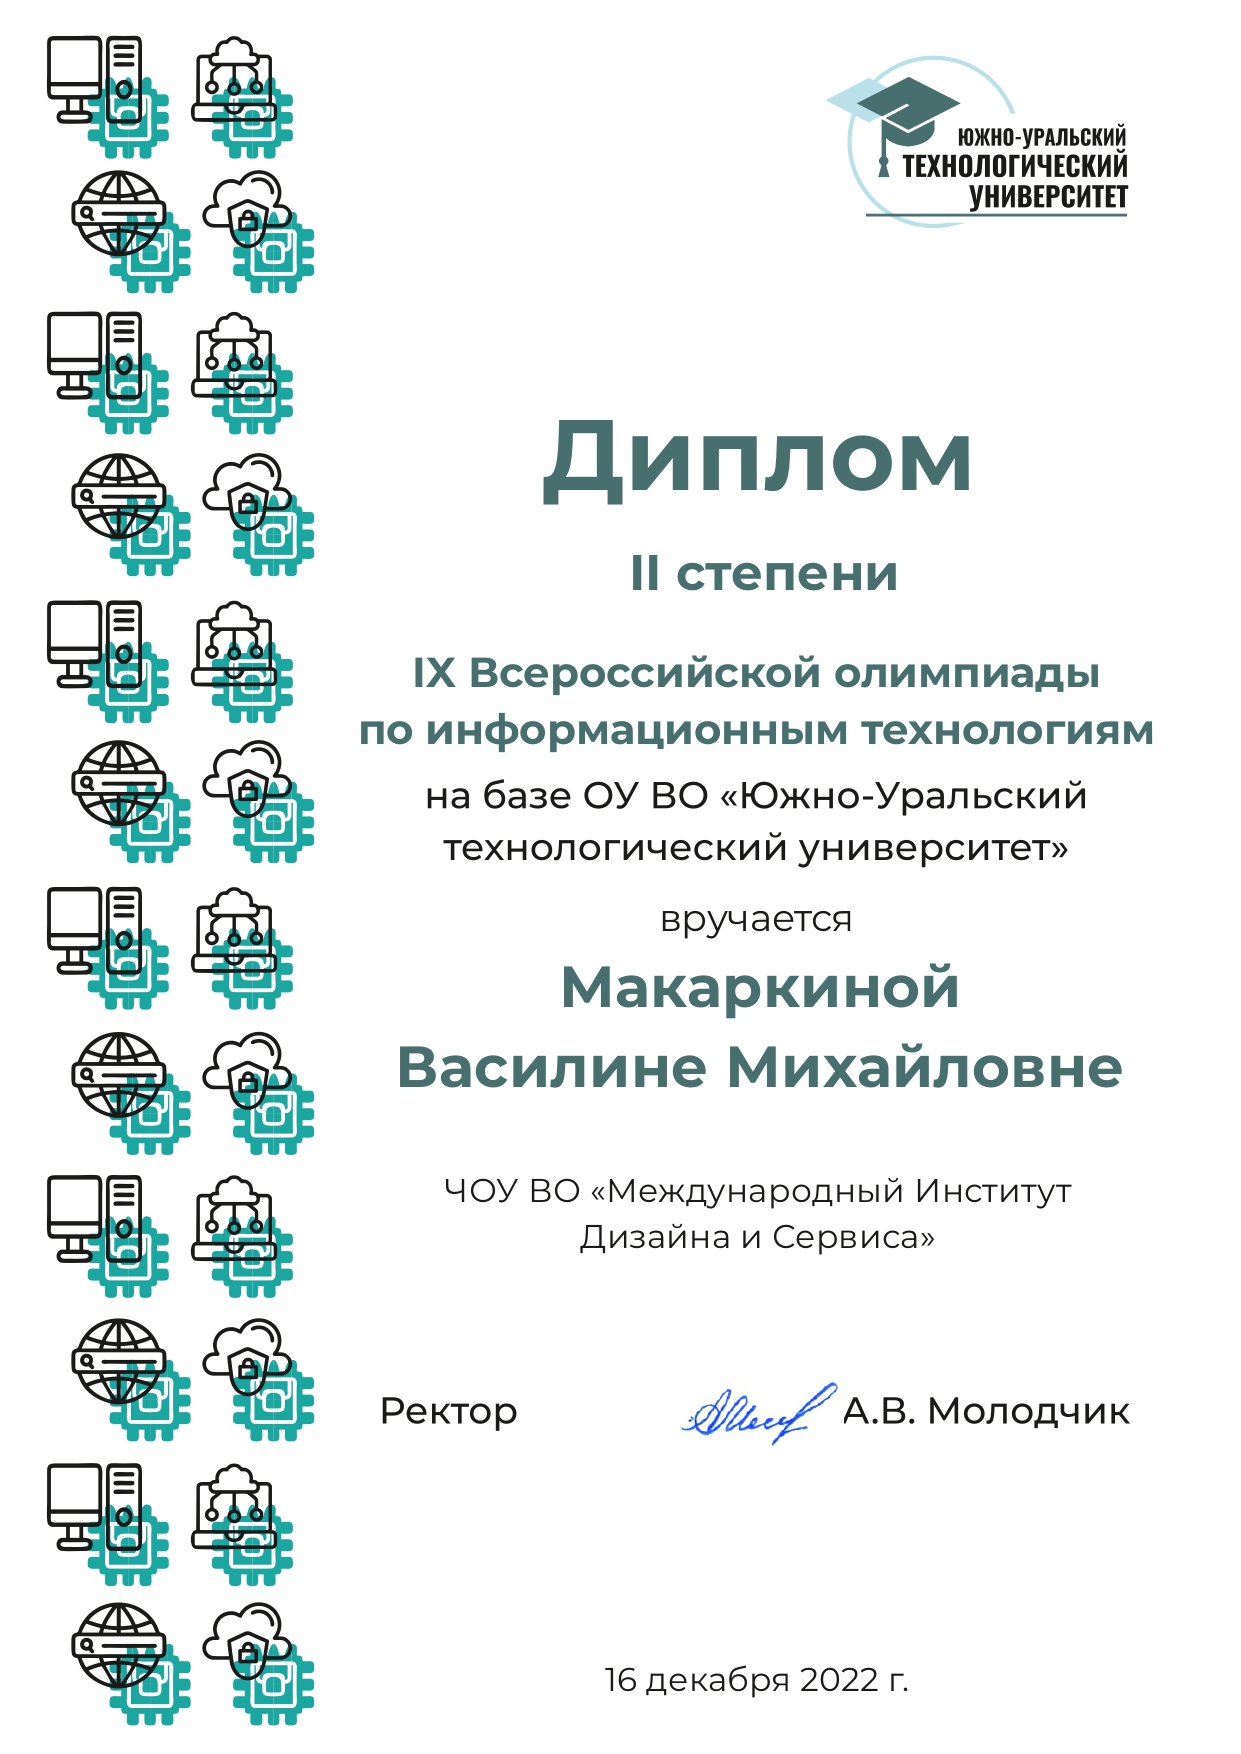 ЮЖНО-УРАЛЬСКИЙ
ТЕХНОЛОГИЧЕСКИЙ
УНИВЕРСИТЕТ
Диплом
II степени
IX Всероссийской олимпиады
по информационным технологиям
на базе ОУ ВО «Южно-Уральский
технологический университет»
вручается
Макаркиной
Василине Михайловне
ЧОУ ВО «Международный Институт
Дизайна и Сервиса»
Ректор А.В. Молодчик
16 декабря 2022 г.